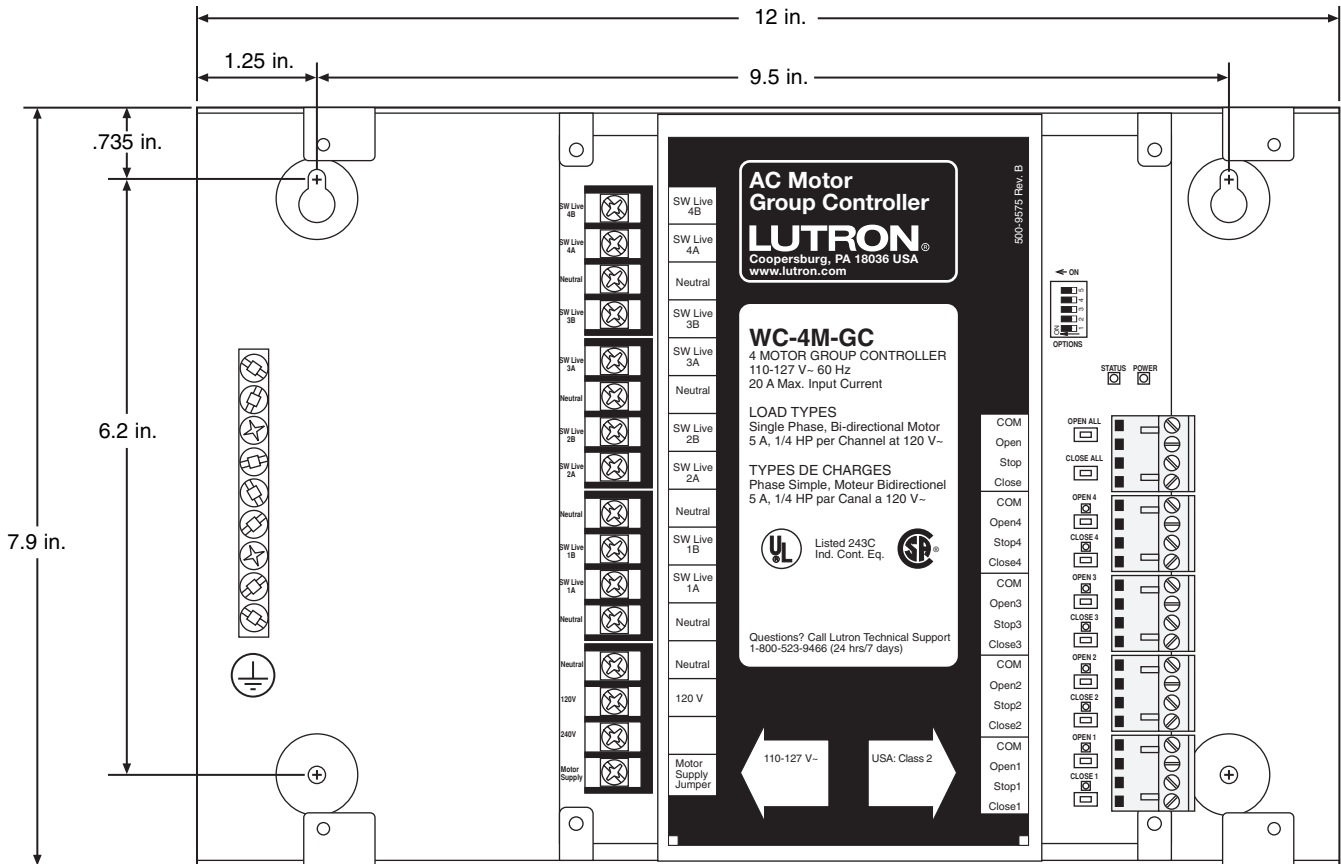 12 in.
1.25 in.
9.5 in.
.735 in.
6.2 in.
7.9 in.
SW Live
4B
SW Live
4A
Neutral
SW Live
3B
SW Live
3A
Neutral
SW Live
2B
SW Live
2A
Neutral
SW Live
1B
SW Live
1A
Neutral
Neutral
120V
240V
Motor
Supply
SW Live
4B
SW Live
4A
Neutral
SW Live
3B
SW Live
3A
Neutral
SW Live
2B
SW Live
2A
Neutral
SW Live
1B
SW Live
1A
Neutral
Neutral
120 V
Motor
Supply
Jumper
AC Motor
Group Controller
LUTRON®
Coopersburg, PA 18036 USA
www.lutron.com
500-9575 Rev. B
WC-4M-GC
4 MOTOR GROUP CONTROLLER
110-127 V~ 60 Hz
20 A Max. Input Current
LOAD TYPES
Single Phase, Bi-directional Motor
5 A, 1/4 HP per Channel at 120 V~
TYPES DE CHARGES
Phase Simple, Moteur Bidirectionel
5 A, 1/4 HP par Canal a 120 V~
UL®
Listed 243C
Ind. Cont. Eq.
SA®
Questions? Call Lutron Technical Support
1-800-523-9466 (24 hrs/7 days)
110-127 V~
USA: Class 2
COM
Open
Stop
Close
COM
Open4
Stop4
Close4
COM
Open3
Stop3
Close3
COM
Open2
Stop2
Close2
COM
Open1
Stop1
Close1
← ON
5
4
3
2
1
ON
OPTIONS
STATUS POWER
OPEN ALL
CLOSE ALL
OPEN 4
CLOSE 4
OPEN 3
CLOSE 3
OPEN 2
CLOSE 2
OPEN 1
CLOSE 1